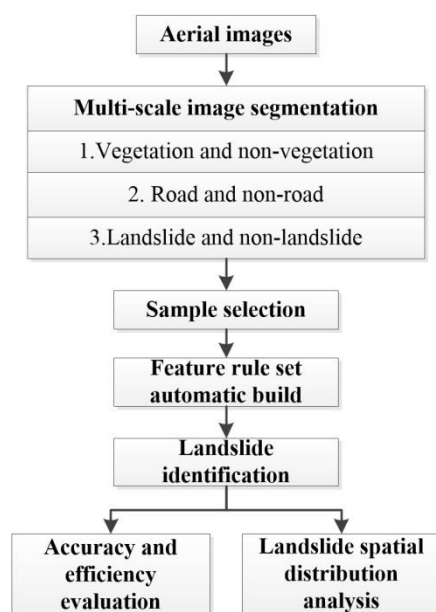 Aerial images
Multi-scale image segmentation
1.Vegetation and non-vegetation
2. Road and non-road
3.Landslide and non-landslide
Sample selection
Feature rule set
automatic build
Landslide
identification
Accuracy and
efficiency
evaluation
Landslide spatial
distribution
analysis